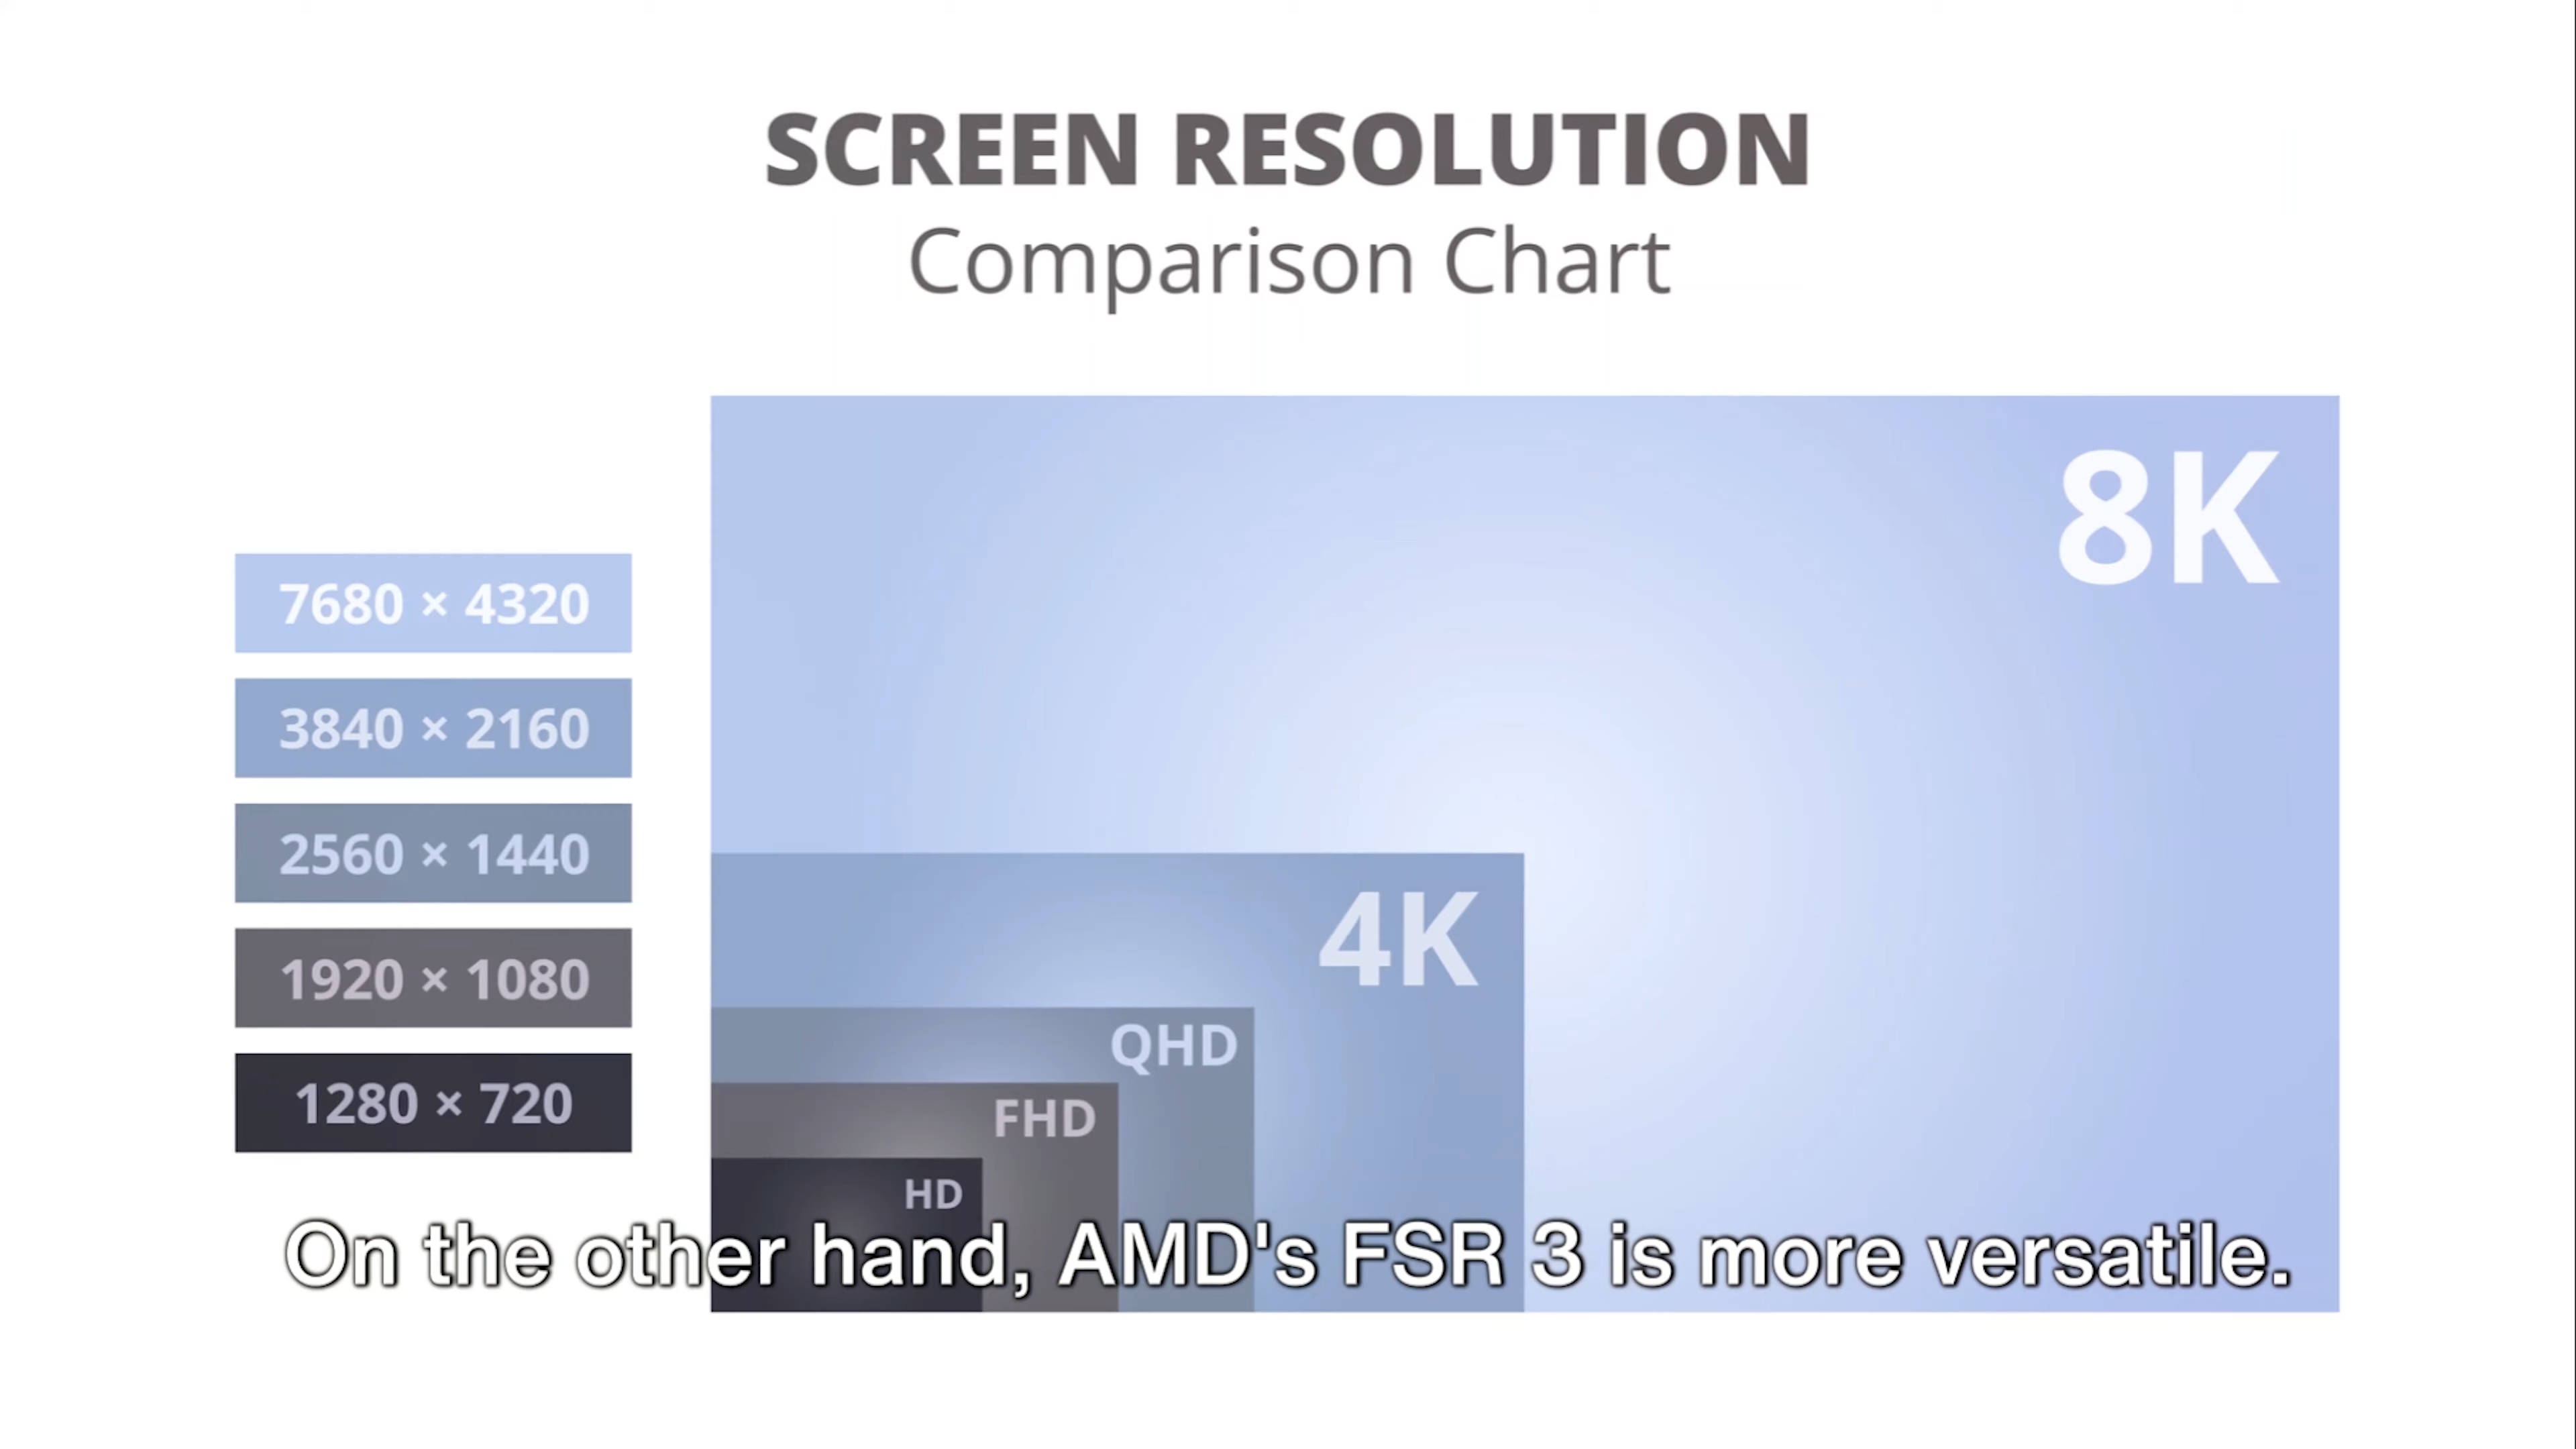 SCREEN RESOLUTION
Comparison Chart
7680 × 4320
3840 × 2160
2560 × 1440
1920 × 1080
1280 × 720
8K
4K
QHD
FHD
HD
On the other hand, AMD's FSR 3 is more versatile.